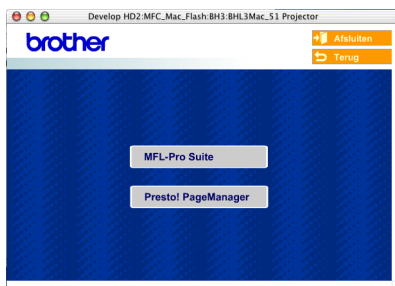 Develop HD2:MFC_Mac_Flash:BH3:BHL3Mac_51 Projector
brother
Afsluiten
Terug
MFL-Pro Suite
Presto! PageManager